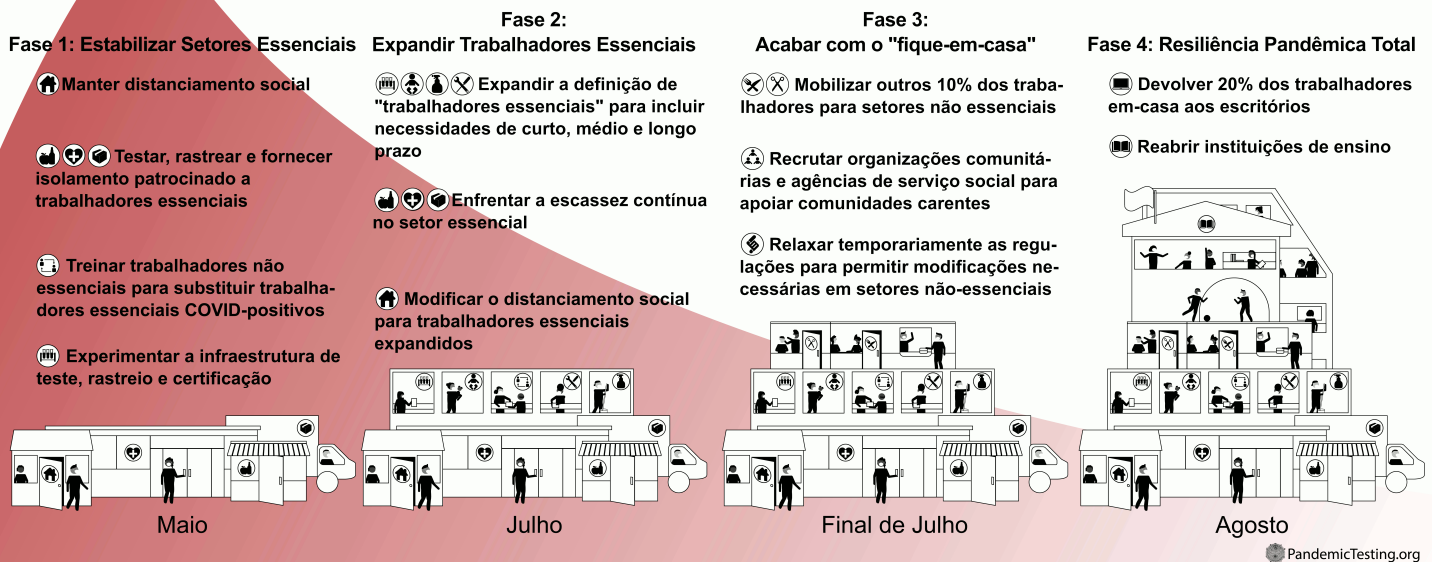 Fase 1: Estabilizar Setores Essenciais
Manter distanciamento social
Testar, rastrear e fornecer
isolamento patrocinado a
trabalhadores essenciais
Treinar trabalhadores não
essenciais para substituir trabalha-
dores essenciais COVID-positivos
Experimentar a infraestrutura de
teste, rastreio e certificação
Maio
Fase 2:
Expandir Trabalhadores Essenciais
Expandir a definição de
"trabalhadores essenciais" para incluir
necessidades de curto, médio e longo
prazo
Enfrentar a escassez contínua
no setor essencial
Modificar o distanciamento social
para trabalhadores essenciais
expandidos
Julho
Fase 3:
Acabar com o "fique-em-casa"
Mobilizar outros 10% dos traba-
lhadores para setores não essenciais
Recrutar organizações comunitá-
rias e agências de serviço social para
apoiar comunidades carentes
Relaxar temporariamente as regu-
lações para permitir modificações ne-
cessárias em setores não-essenciais
Final de Julho
Fase 4: Resiliência Pandêmica Total
Devolver 20% dos trabalhadores
em-casa aos escritórios
Reabrir instituições de ensino
Agosto
PandemicTesting.org